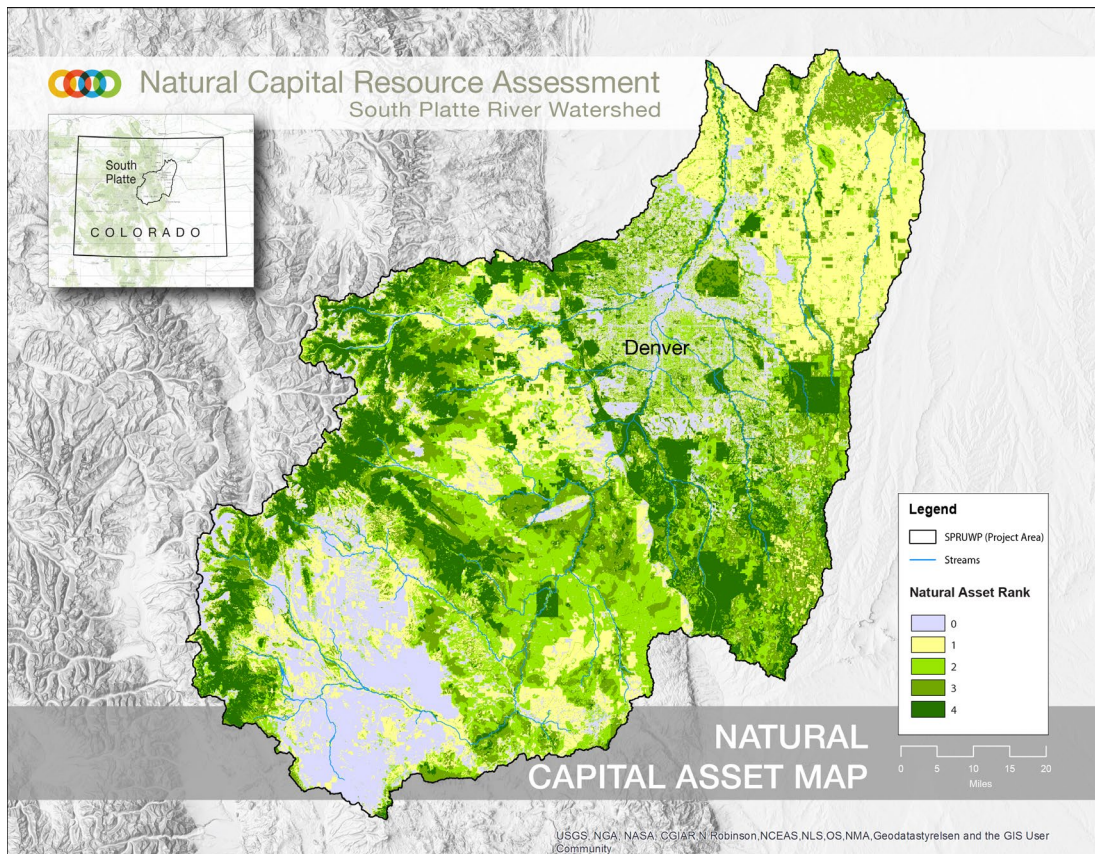 Natural Capital Resource Assessment
South Platte River Watershed
South
Platte
COLORADO
Denver
Legend
SPRUWP (Project Area)
Streams
Natural Asset Rank
0
1
2
3
4
NATURAL
CAPITAL ASSET MAP
0 5 10 15 20
Miles
USGS, NGA, NASA, CGIAR,N Robinson,NCEAS,NLS,OS,NMA,Geodatastyrelsen and the GIS User
Community